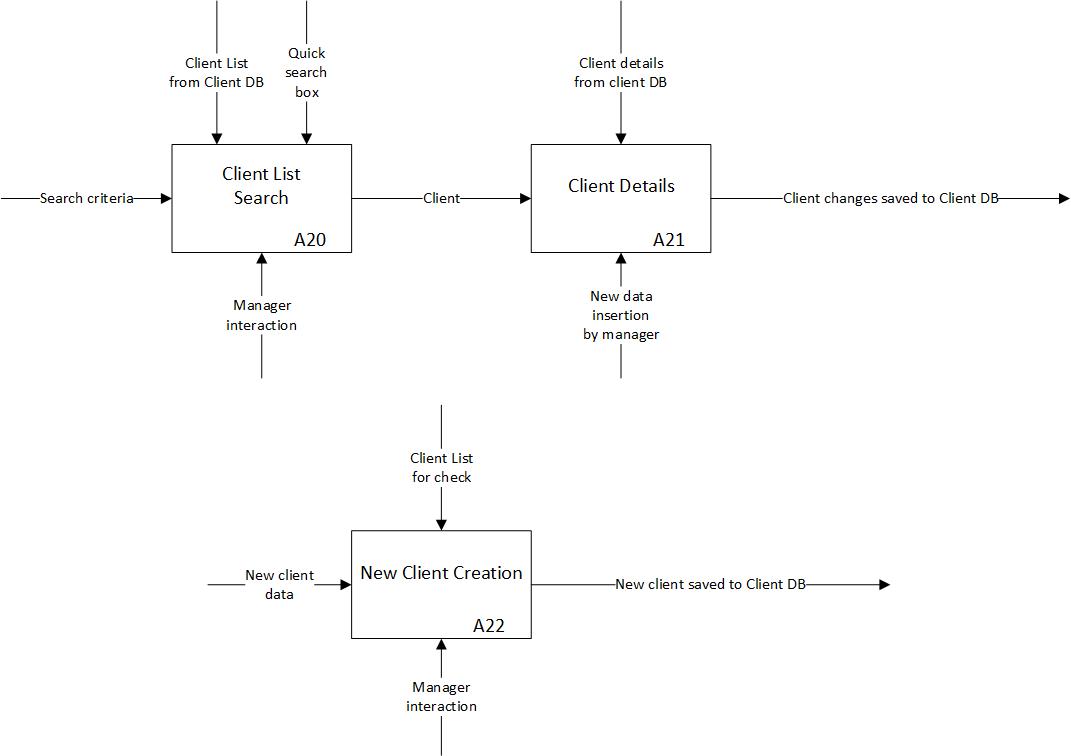 Client List
from Client DB
Quick
search
box
Client details
from client DB
Search criteria
Client List
Search
A20
Client
Client Details
A21
Client changes saved to Client DB
Manager
interaction
New data
insertion
by manager
Client List
for check
New client
data
New Client Creation
A22
New client saved to Client DB
Manager
interaction